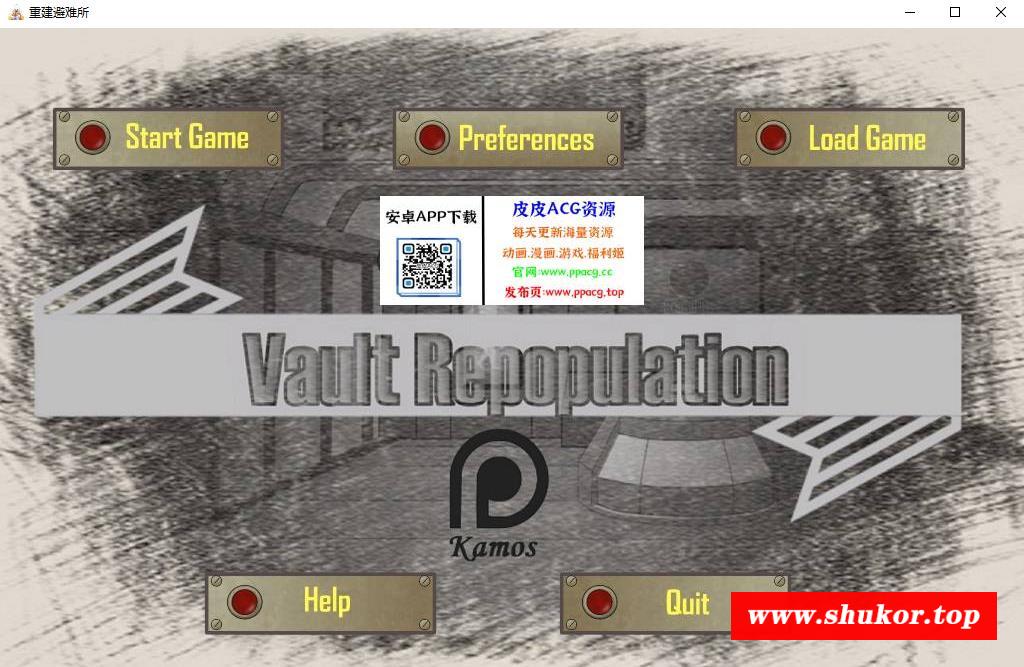 重建避难所
Start Game
Preferences
Load Game
安卓APP下载
皮皮ACG资源
每天更新海量资源
动画.漫画.游戏.福利姬
官网:www.ppacg.cc
发布页:www.ppacg.top
Vault Repopulation
Kamos
Help
Quit
www.shukor.top